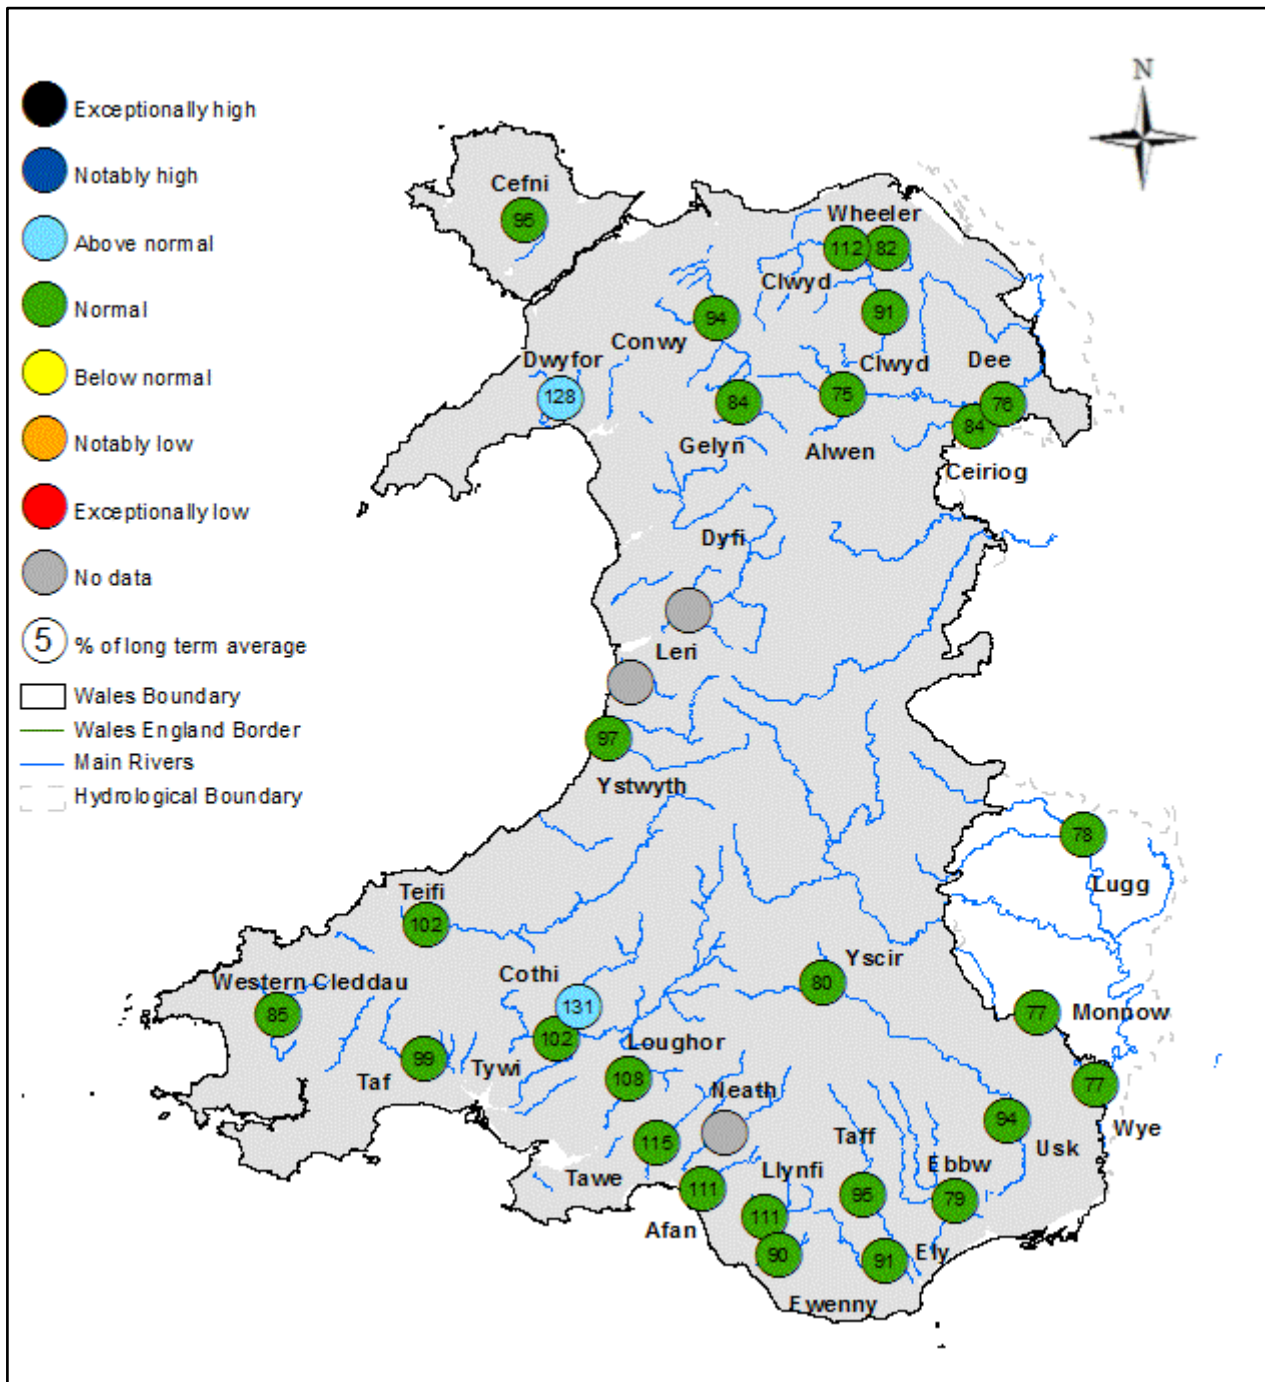 N
Exceptionally high
Notably high
Above normal
Normal
Below normal
Notably low
Exceptionally low
No data
5 % of long term average
Wales Boundary
Wales England Border
Main Rivers
Hydrological Boundary
Cefni
95
Wheeler
112 82
Clwyd
91
Clwyd
94
Conwy
Dwyfor
128
84
Gelyn
75
Alwen
Dee
76
84
Ceiriog
Dyfi
Leri
97
Ystwyth
78
Lugg
Teifi
102
Western Cleddau
85
Cothi
131
102
Tywi
99
Taf
Yscir
80
77
Monnow
Loughor
108
Neath
77
Wye
94
Usk
115
Tawe
Taff
95
Ebbw
79
Llynfi
111
Afan
111
90
Ewenny
91
Ely